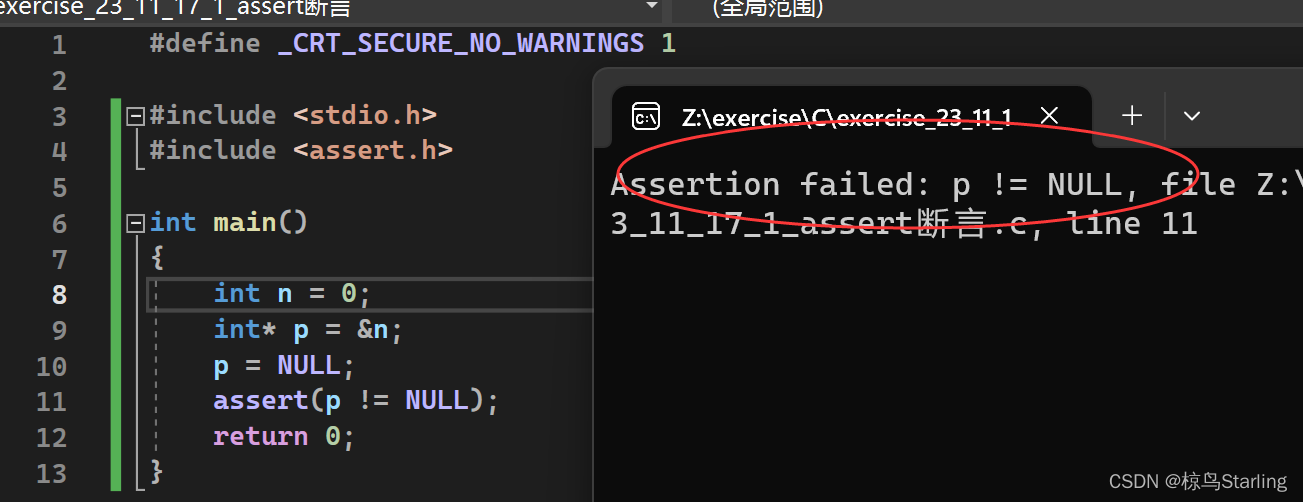 exercise_23_11_17_1_assert断言
(全局范围)
1 #define _CRT_SECURE_NO_WARNINGS 1
2
3 #include <stdio.h>
4 #include <assert.h>
5
6 int main()
7 {
8 int n = 0;
9 int* p = &n;
10 p = NULL;
11 assert(p != NULL);
12 return 0;
13 }
Z:\exercise\C\exercise_23_11_1
Assertion failed: p != NULL, file Z:\
3_11_17_1_assert断言.c, line 11
CSDN @椋鸟Starling